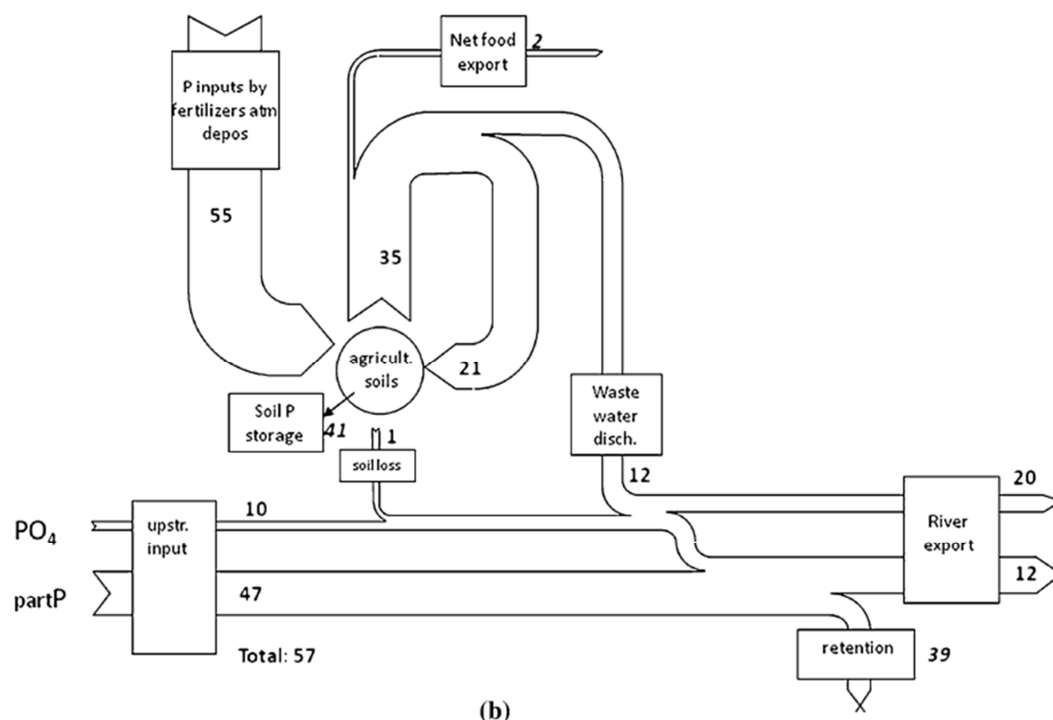 Net food
export
2
P inputs by
fertilizers atm
depos
55
35
agricult.
soils
21
Soil P
storage
41
1
soil loss
Waste
water
disch.
12
20
10
PO4
upstr.
input
River
export
12
partP
47
Total: 57
retention
39
(b)